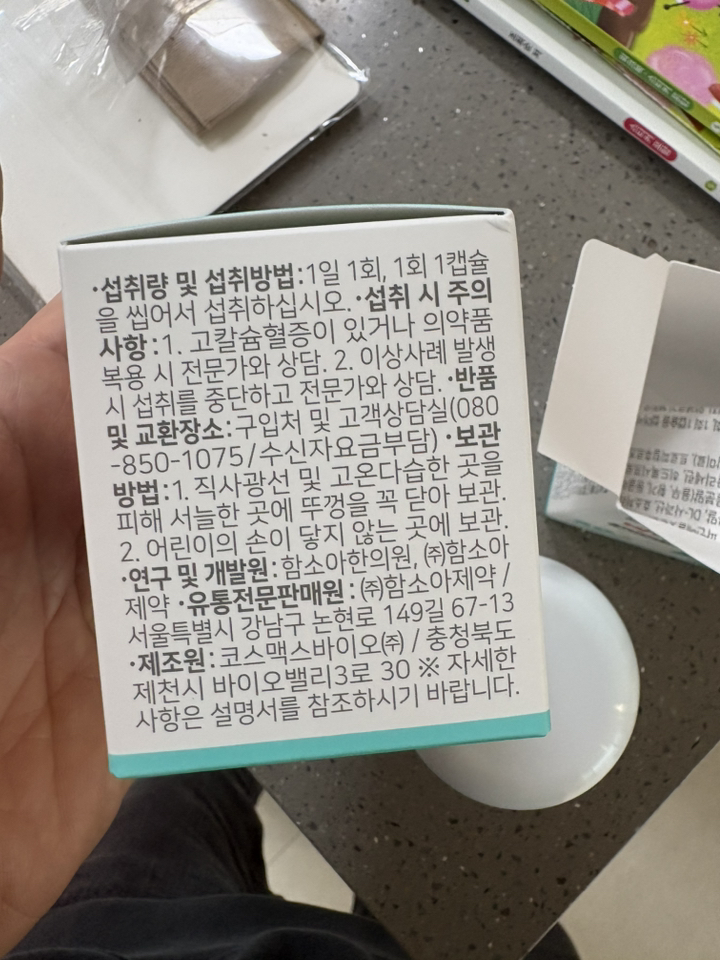 ·섭취량 및 섭취방법:1일 1회, 1회 1캡슐
을 씹어서 섭취하십시오. ·섭취 시 주의
사항:1. 고칼슘혈증이 있거나 의약품
복용 시 전문가와 상담. 2. 이상사례 발생
시 섭취를 중단하고 전문가와 상담. ·반품
및 교환장소:구입처 및 고객상담실(080
-850-1075/수신자요금부담) ·보관
방법:1. 직사광선 및 고온다습한 곳을
피해 서늘한 곳에 뚜껑을 꼭 닫아 보관.
2. 어린이의 손이 닿지 않는 곳에 보관.
·연구 및 개발원:함소아한의원, ㈜함소아
제약 ·유통전문판매원:㈜함소아제약 /
서울특별시 강남구 논현로 149길 67-13
·제조원:코스맥스바이오㈜ / 충청북도
제천시 바이오밸리3로 30 ※ 자세한
사항은 설명서를 참조하시기 바랍니다.